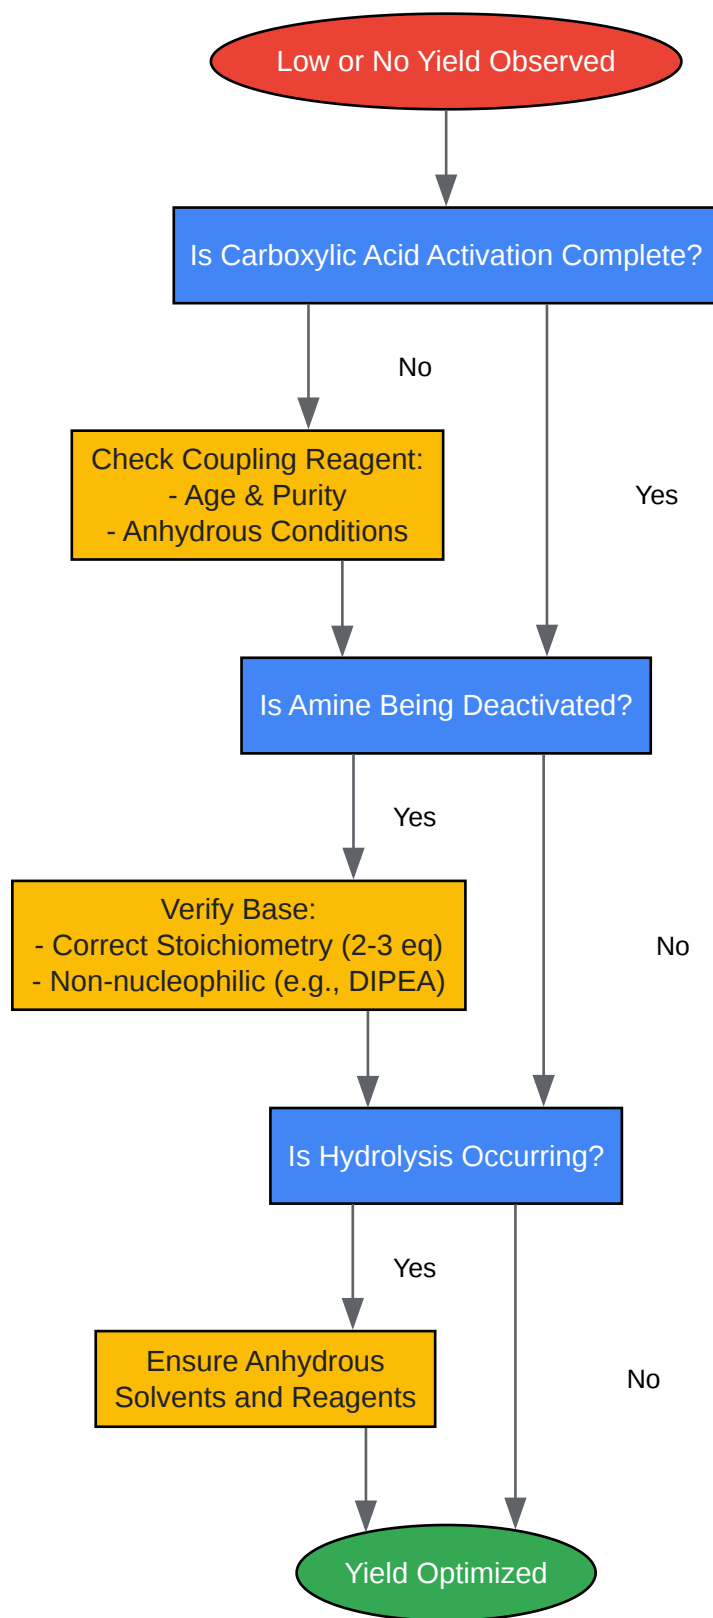 Low or No Yield Observed
Is Carboxylic Acid Activation Complete?
No
Check Coupling Reagent:
- Age & Purity
- Anhydrous Conditions
Yes
Is Amine Being Deactivated?
Yes
Verify Base:
- Correct Stoichiometry (2-3 eq)
- Non-nucleophilic (e.g., DIPEA)
No
Is Hydrolysis Occurring?
Yes
Ensure Anhydrous
Solvents and Reagents
No
Yield Optimized